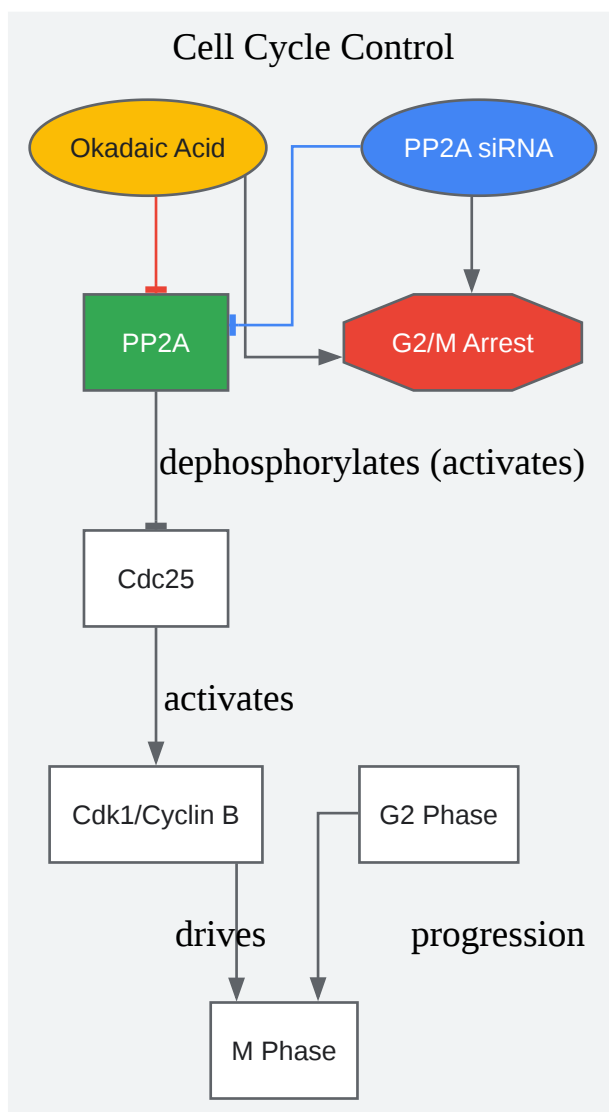 Cell Cycle Control
Okadaic Acid
PP2A siRNA
PP2A
G2/M Arrest
dephosphorylates (activates)
Cdc25
activates
Cdk1/Cyclin B
G2 Phase
drives
progression
M Phase